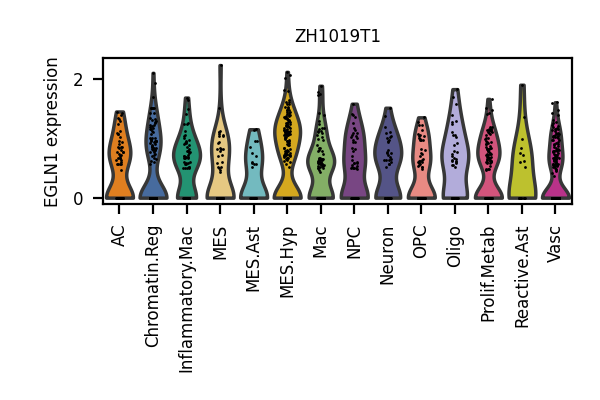 ZH1019T1
EGLN1 expression
2
0
AC
Chromatin.Reg
Inflammatory.Mac
MES
MES.Ast
MES.Hyp
Mac
NPC
Neuron
OPC
Oligo
Prolif.Metab
Reactive.Ast
Vasc